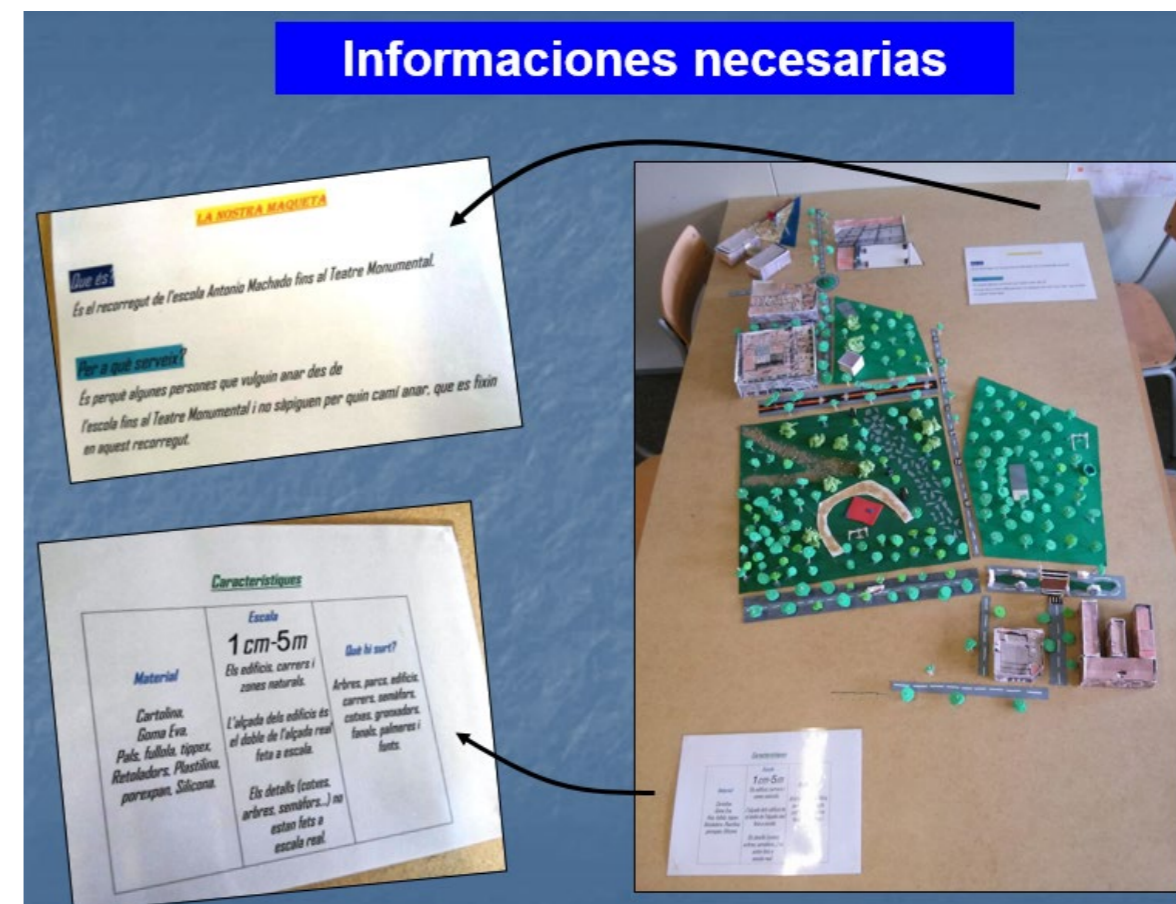 Informaciones necesarias
LA NOSTRA MAQUETA
Que és?
És el recorregut de l'escola Antonio Machado fins al Teatre Monumental.
Per a què serveix?
És perquè algunes persones que vulguin anar des de
l'escola fins al Teatre Monumental i no sàpiguen per quin camí anar, que es fixin
en aquest recorregut.
Característiques
Material
Cartolina,
Goma Eva,
Pals, fullola, tippex,
Retoladors, Plastilina,
porexpan, Silicona.
Escala
1cm-5m
Els edificis, carrers i
zones naturals.
L'alçada dels edificis és
el doble de l'alçada real
feta a escala.
Els detalls (cotxes,
arbres, semàfors...) no
estan fets a
escala real.
Què hi surt?
Arbres, parcs, edificis,
carrers, semàfors,
cotxes, gronxadors,
fanals, palmeres i
fonts.
Característiques
Escala
1cm-5m
Material